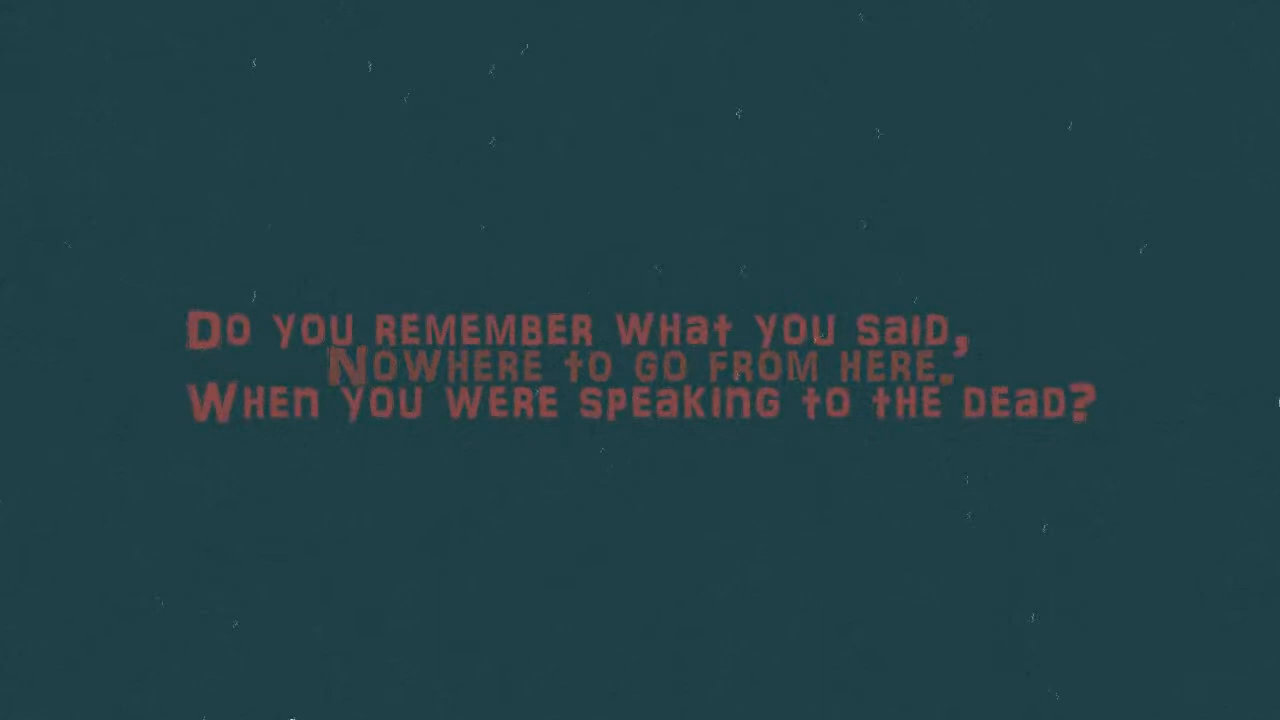 Do you remember what you said,
Nowhere to go from here.
When you were speaking to the dead?